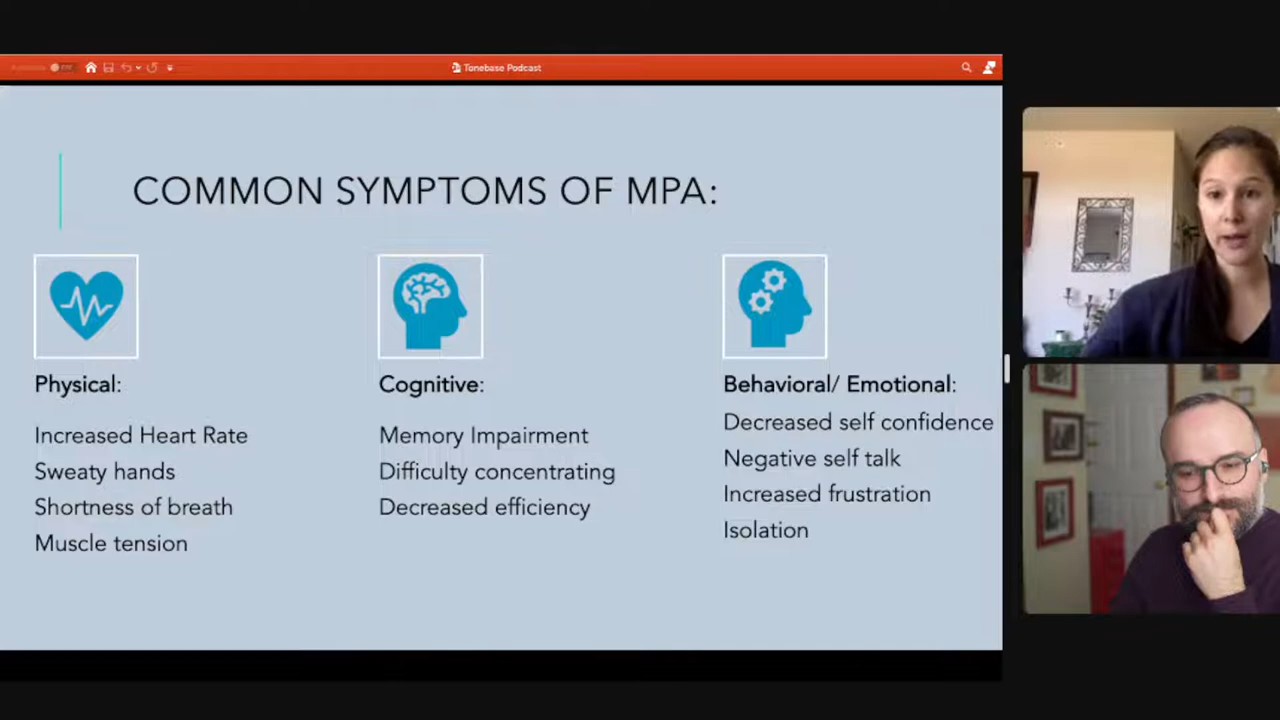 Tonebase Podcast
COMMON SYMPTOMS OF MPA:
Physical:
Increased Heart Rate
Sweaty hands
Shortness of breath
Muscle tension
Cognitive:
Memory Impairment
Difficulty concentrating
Decreased efficiency
Behavioral/ Emotional:
Decreased self confidence
Negative self talk
Increased frustration
Isolation